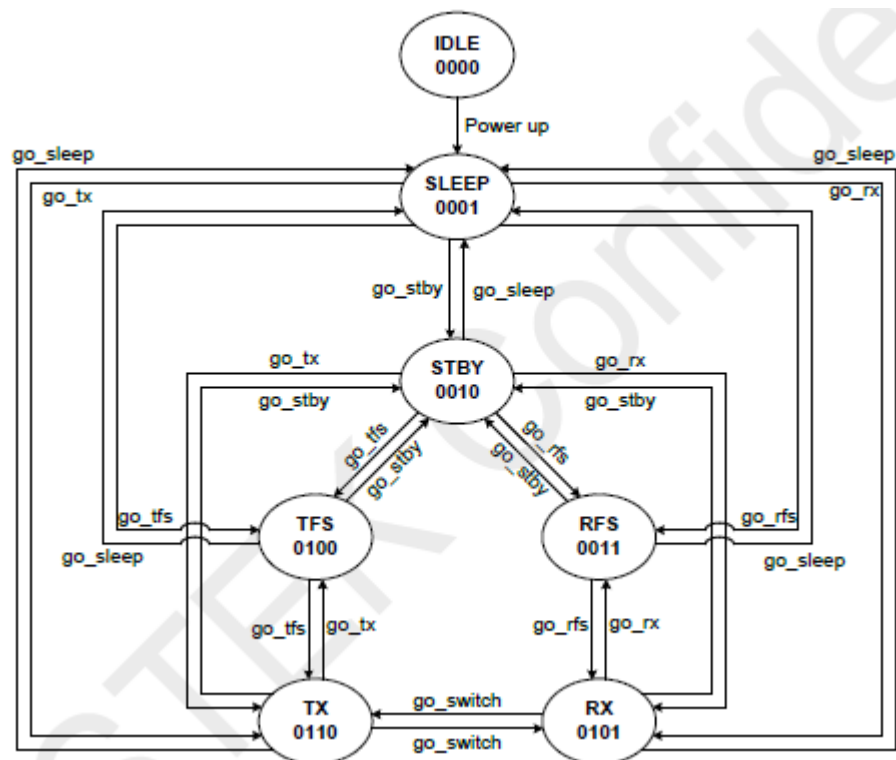 IDLE
0000
Power up
go_sleep
go_sleep
go_tx
SLEEP
0001
go_rx
go_stby
go_sleep
go_tx
go_stby
STBY
0010
go_rx
go_stby
go_tfs
go_stby
go_rfs
go_stby
go_tfs
go_sleep
TFS
0100
RFS
0011
go_rfs
go_sleep
go_tfs
go_tx
go_rfs
go_rx
TX
0110
go_switch
go_switch
RX
0101
STEK Confide